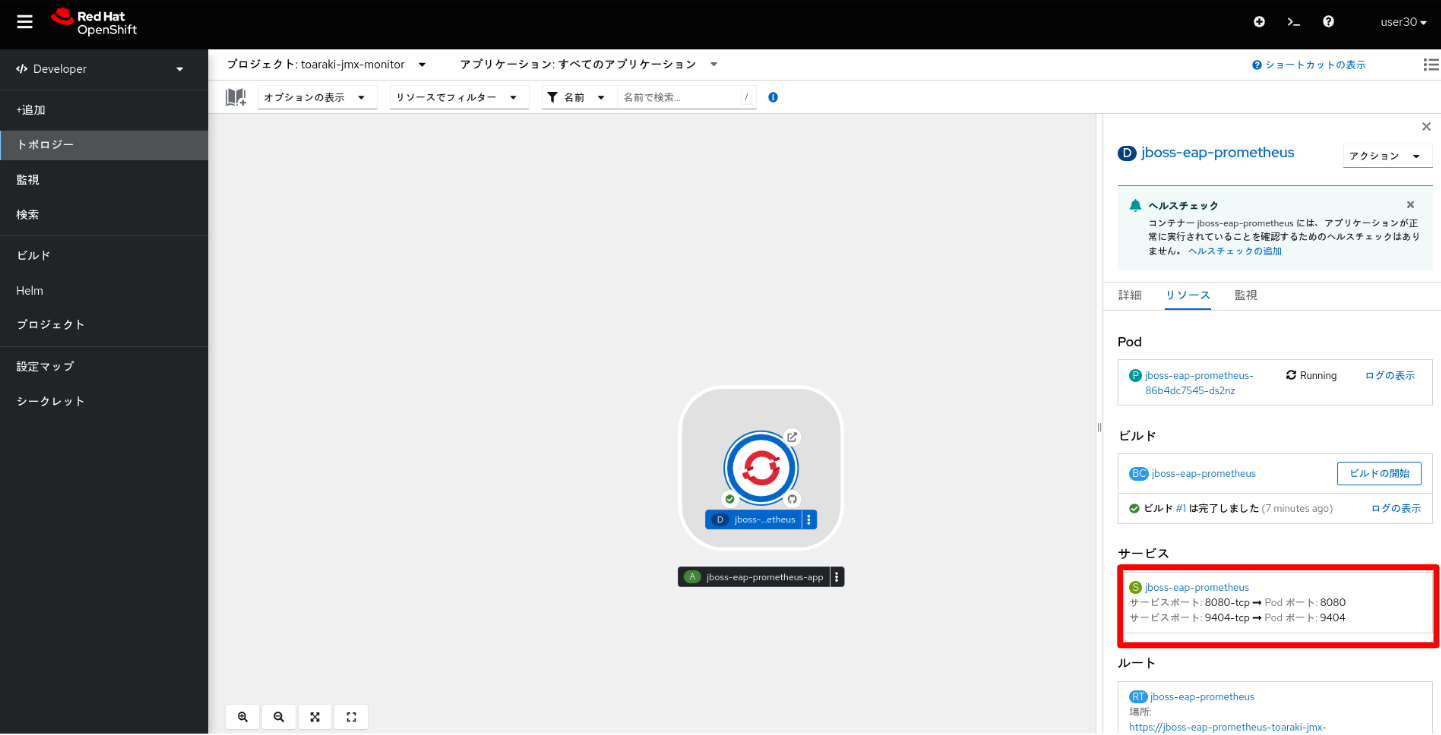 Red Hat
OpenShift
user30
Developer
+追加
トポロジー
監視
検索
ビルド
Helm
プロジェクト
設定マップ
シークレット
プロジェクト: toaraki-jmx-monitor
アプリケーション: すべてのアプリケーション
ショートカットの表示
オプションの表示
リソースでフィルター
名前
名前で検索...
/
D jboss-...etheus
A jboss-eap-prometheus-app
D jboss-eap-prometheus
アクション
ヘルスチェック
コンテナー jboss-eap-prometheus には、アプリケーションが正
常に実行されていることを確認するためのヘルスチェックはあり
ません。 ヘルスチェックの追加
詳細 リソース 監視
Pod
P jboss-eap-prometheus-
86b4dc7545-ds2nz
Running
ログの表示
ビルド
BC jboss-eap-prometheus
ビルドの開始
ビルド #1 は完了しました (7 minutes ago)
ログの表示
サービス
S jboss-eap-prometheus
サービスポート: 8080-tcp ➞ Pod ポート: 8080
サービスポート: 9404-tcp ➞ Pod ポート: 9404
ルート
RT jboss-eap-prometheus
場所:
https://jboss-eap-prometheus-toaraki-jmx-